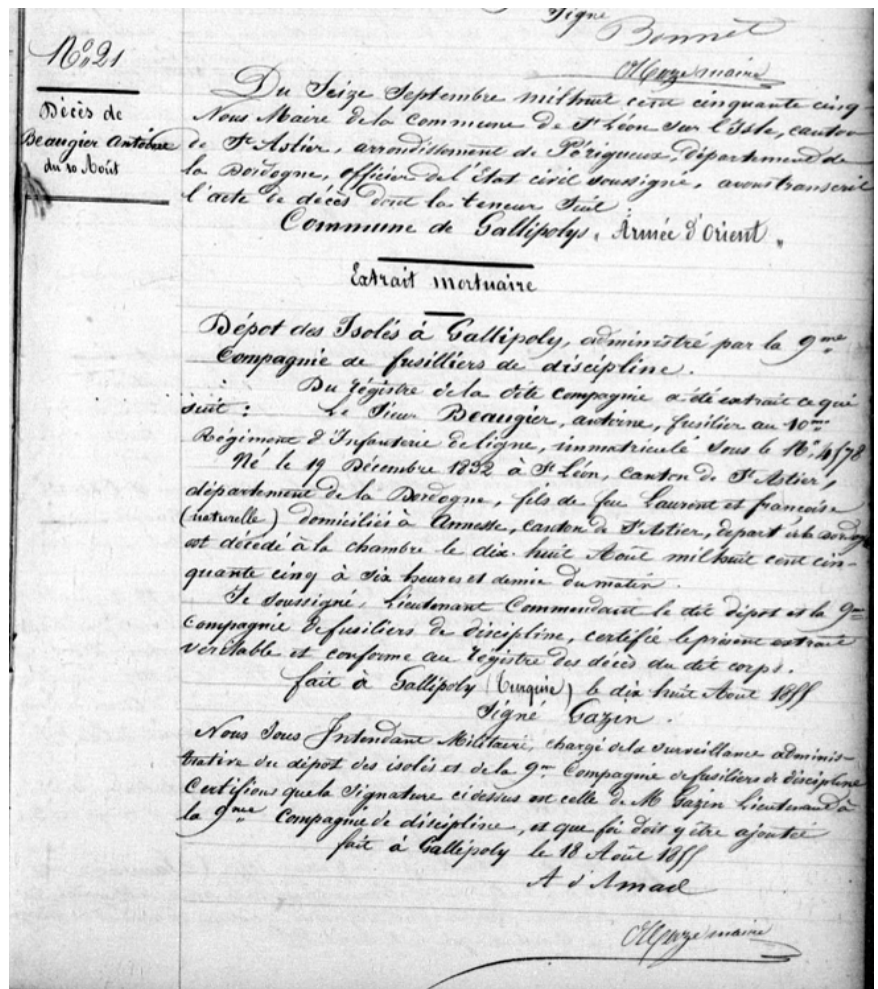 Signé
Bonnet
maire
N° 21
Décès de
Beaugier Antoine
du 10 Août
Du Seize Septembre mil huit cent cinquante cinq
Nous Maire de la Commune de St Léon sur l'Isle, canton
de St Astier, arrondissement de Périgueux, département de
la Dordogne, officier de l'Etat civil soussigné, avons transcrit
l'acte de décès dont la teneur suit
Commune de Gallipolys, Armée d'Orient "
Extrait mortuaire
Dépot des Isolés à Gallipoly, administré par la 9me
Compagnie de fusilliers de discipline.
Du régistre de la dite compagnie a été extrait ce qui
suit : Le Sieur Beaugier, antoine, fusilier au 10me
Régiment d'Infanterie de ligne, immatriculé sous le N° 4578
Né le 19 Décembre 1832 à St Léon, canton de St Astier,
département de la Dordogne, fils de feu Laurent et françoise
(naturelle) domiciliés à Annesse, canton de St Astier, départ
est décédé à la chambre le dix-huit Août mil huit cent cin-
quante cinq à six heures et demie du matin.
Je soussigné, Lieutenant Commendant le dit dépot et la 9me
Compagnie de fusiliers de discipline, certifie le présent extrait
véritable et conforme au registre des décès du dit corps.
fait à Gallipoly (Turquie) le dix huit Août 1855
Signé Gazin.
Nous Sous Intendant Militaire, chargé de la surveillance adminis-
trative du dépot des isolés et de la 9me Compagnie de fusiliers de discipline
Certifions que la signature ci dessus est celle de Mr Gazin Lieutenant à
la 9me Compagnie de discipline, et que foi doit y être ajoutée
fait à Gallipoly le 18 Août 1855
A d'Amad
maire